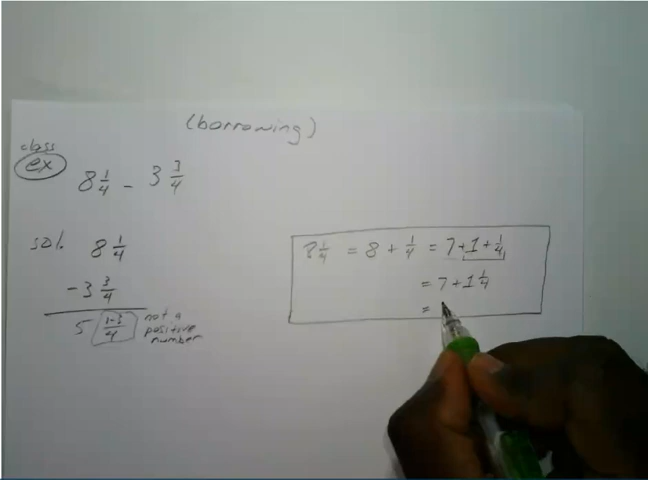 (borrowing)
class
ex
8 1/4 - 3 3/4
sol. 8 1/4
- 3 3/4
5 (1-3)/4 not a positive number
8 1/4 = 8 + 1/4 = 7 + 1 + 1/4
= 7 + 1 1/4
=